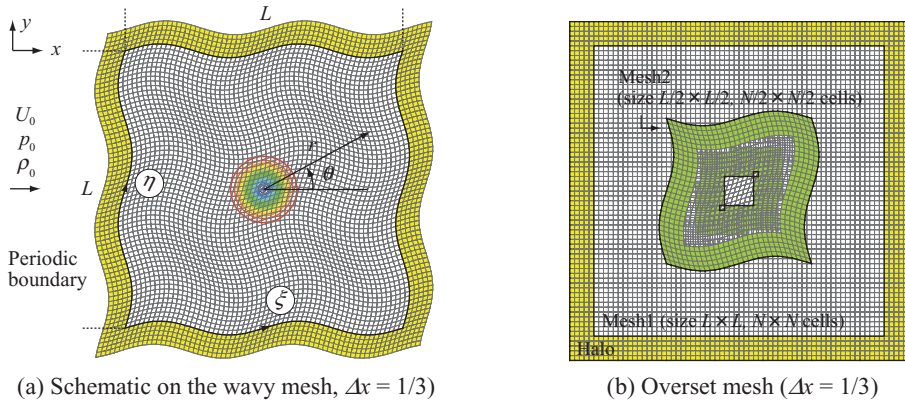 y
x
L
U₀
p₀
ρ₀
L
η
r
θ
Periodic
boundary
ξ
(a) Schematic on the wavy mesh, Δx = 1/3)
Mesh2
(size L/2 × L/2, N/2 × N/2 cells)
Mesh1 (size L × L, N × N cells)
Halo
(b) Overset mesh (Δx = 1/3)